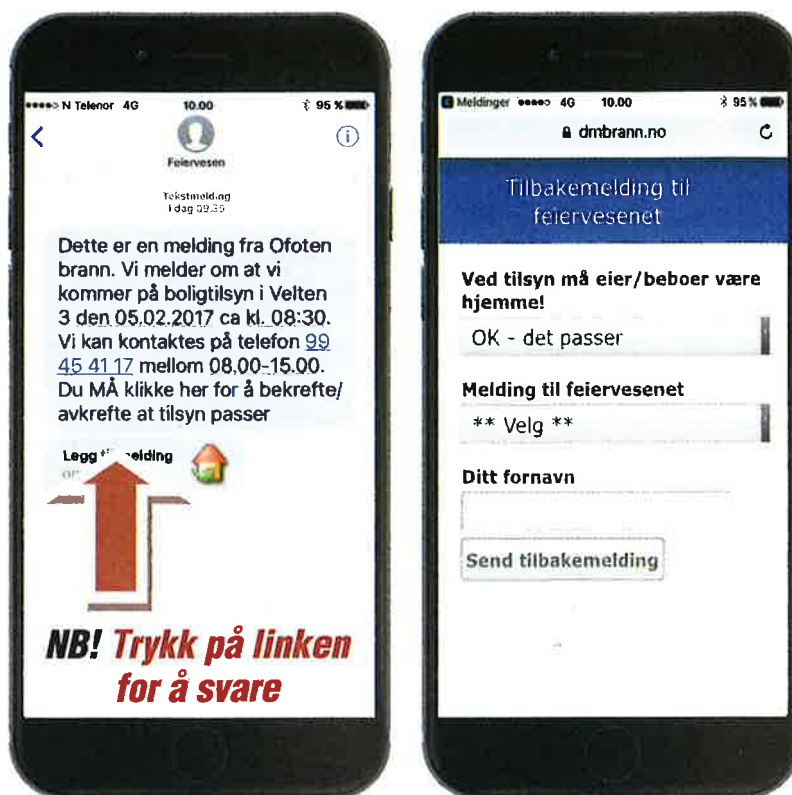 N Telenor 4G 10.00 95 %
Feiervesen
Tekstmelding
I dag 09.35
Dette er en melding fra Ofoten
brann. Vi melder om at vi
kommer på boligtilsyn i Velten
3 den 05.02.2017 ca kl. 08:30.
Vi kan kontaktes på telefon 99
45 41 17 mellom 08.00-15.00.
Du MÅ klikke her for å bekrefte/
avkrefte at tilsyn passer
Legg
NB! Trykk på linken
for å svare
Meldinger 4G 10.00 95 %
dmbrann.no
Tilbakemelding til
feiervesenet
Ved tilsyn må eier/beboer være
hjemme!
OK - det passer
Melding til feiervesenet
** Velg **
Ditt fornavn
Send tilbakemelding